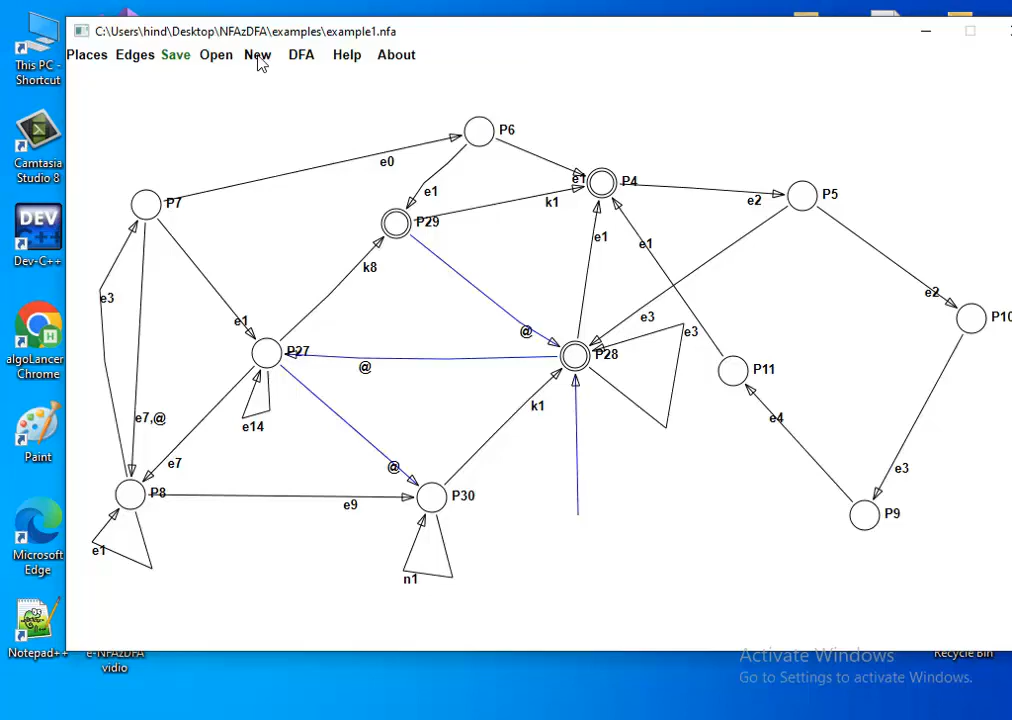 C:\Users\hind\Desktop\NFAzDFA\examples\example1.nfa
Places Edges Save Open New DFA Help About
This PC -
Shortcut
Camtasia
Studio 8
DEV
C++
Dev-C++
algoLancer
Chrome
Paint
Microsoft
Edge
Notepad++
e-NFAzDFA
vidio
P6
e0
e1
P4
e1
P5
P7
k1
e2
P29
e1
e1
k8
e2
e3
P10
e3
e1
@
e3
P27
P28
@
P11
e7,@
e14
k1
e4
e7
@
e3
P8
P30
e9
P9
e1
n1
Activate Windows
Go to Settings to activate Windows.
Recycle Bin